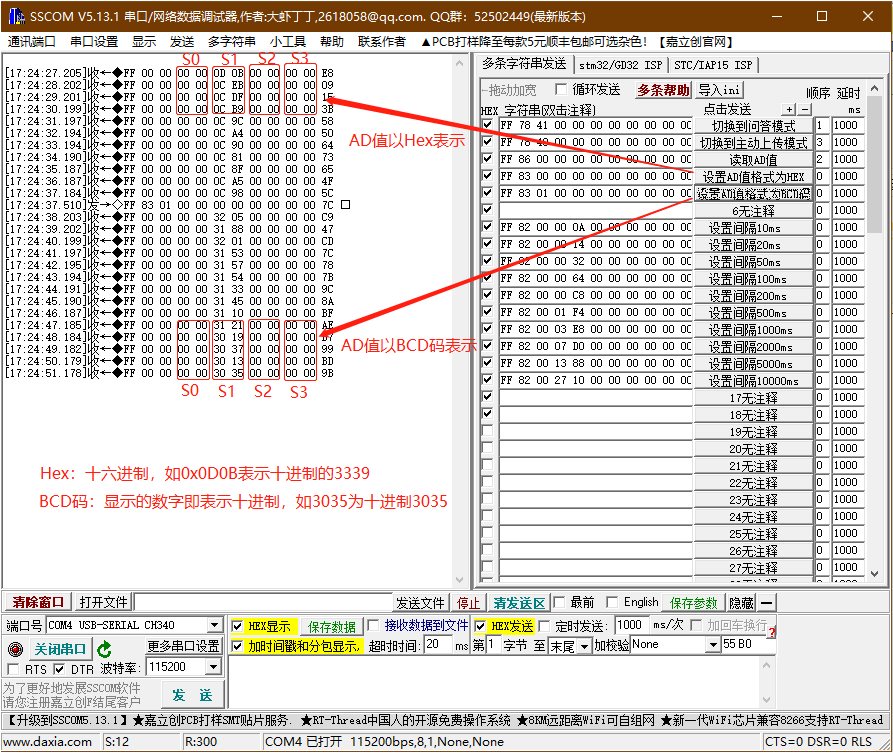 SSCOM V5.13.1 串口/网络数据调试器,作者:大虾丁丁,2618058@qq.com. QQ群: 52502449(最新版本)
通讯端口 串口设置 显示 发送 多字符串 小工具 帮助 联系作者 ▲PCB打样降至每款5元顺丰包邮可选杂色!【嘉立创官网】
S0 S1 S2 S3
[17:24:27.205]收←◆FF 00 00 00 00 0D 0B 00 00 00 00 E8
[17:24:28.202]收←◆FF 00 00 00 00 0C EB 00 00 00 00 09
[17:24:29.201]收←◆FF 00 00 00 00 0C DF 00 00 00 00 15
[17:24:30.199]收←◆FF 00 00 00 00 0C B9 00 00 00 00 3B
[17:24:31.197]收←◆FF 00 00 00 00 0C 9C 00 00 00 00 58
[17:24:32.194]收←◆FF 00 00 00 00 0C A4 00 00 00 00 50
[17:24:33.194]收←◆FF 00 00 00 00 0C 90 00 00 00 00 64
[17:24:34.190]收←◆FF 00 00 00 00 0C 81 00 00 00 00 73
[17:24:35.187]收←◆FF 00 00 00 00 0C 8F 00 00 00 00 65
[17:24:36.187]收←◆FF 00 00 00 00 0C A5 00 00 00 00 4F
[17:24:37.184]收←◆FF 00 00 00 00 0C 98 00 00 00 00 5C
[17:24:37.510]发→◇FF 83 01 00 00 00 00 00 00 00 00 7C □
[17:24:38.203]收←◆FF 00 00 00 00 32 05 00 00 00 00 C9
[17:24:39.202]收←◆FF 00 00 00 00 31 88 00 00 00 00 47
[17:24:40.199]收←◆FF 00 00 00 00 32 01 00 00 00 00 CD
[17:24:41.197]收←◆FF 00 00 00 00 31 53 00 00 00 00 7C
[17:24:42.195]收←◆FF 00 00 00 00 31 57 00 00 00 00 78
[17:24:43.194]收←◆FF 00 00 00 00 31 54 00 00 00 00 7B
[17:24:44.191]收←◆FF 00 00 00 00 31 33 00 00 00 00 9C
[17:24:45.190]收←◆FF 00 00 00 00 31 45 00 00 00 00 8A
[17:24:46.187]收←◆FF 00 00 00 00 31 10 00 00 00 00 BF
[17:24:47.185]收←◆FF 00 00 00 00 31 21 00 00 00 00 AE
[17:24:48.184]收←◆FF 00 00 00 00 30 19 00 00 00 00 B7
[17:24:49.182]收←◆FF 00 00 00 00 30 37 00 00 00 00 99
[17:24:50.179]收←◆FF 00 00 00 00 30 13 00 00 00 00 BD
[17:24:51.178]收←◆FF 00 00 00 00 30 35 00 00 00 00 9B
S0 S1 S2 S3
AD值以Hex表示
AD值以BCD码表示
Hex：十六进制，如0x0D0B表示十进制的3339
BCD码：显示的数字即表示十进制，如3035为十进制3035
多条字符串发送 stm32/GD32 ISP STC/IAP15 ISP
拖动加宽 循环发送 多条帮助 导入ini 顺序 延时
HEX 字符串(双击注释) 点击发送 + - ms
FF 78 41 00 00 00 00 00 00 00 0C 切换到问答模式 1 1000
FF 78 40 00 00 00 00 00 00 00 0C 切换到主动上传模式 3 1000
FF 86 00 00 00 00 00 00 00 00 0C 读取AD值 2 1000
FF 83 00 00 00 00 00 00 00 00 0C 设置AD值格式为HEX 0 1000
FF 83 01 00 00 00 00 00 00 00 0C 设置AD值格式为BCD码 0 1000
6无注释 0 1000
FF 82 00 00 0A 00 00 00 00 00 0C 设置间隔10ms 0 1000
FF 82 00 00 14 00 00 00 00 00 0C 设置间隔20ms 0 1000
FF 82 00 00 32 00 00 00 00 00 0C 设置间隔50ms 0 1000
FF 82 00 00 64 00 00 00 00 00 0C 设置间隔100ms 0 1000
FF 82 00 00 C8 00 00 00 00 00 0C 设置间隔200ms 0 1000
FF 82 00 01 F4 00 00 00 00 00 0C 设置间隔500ms 0 1000
FF 82 00 03 E8 00 00 00 00 00 0C 设置间隔1000ms 0 1000
FF 82 00 07 D0 00 00 00 00 00 0C 设置间隔2000ms 0 1000
FF 82 00 13 88 00 00 00 00 00 0C 设置间隔5000ms 0 1000
FF 82 00 27 10 00 00 00 00 00 0C 设置间隔10000ms 0 1000
17无注释 0 1000
18无注释 0 1000
19无注释 0 1000
20无注释 0 1000
21无注释 0 1000
22无注释 0 1000
23无注释 0 1000
24无注释 0 1000
25无注释 0 1000
26无注释 0 1000
27无注释 0 1000
清除窗口 打开文件 发送文件 停止 清发送区 最前 English 保存参数 隐藏 —
端口号 COM4 USB-SERIAL CH340 HEX显示 保存数据 接收数据到文件 HEX发送 定时发送: 1000 ms/次 加回车换行 ?
关闭串口 更多串口设置 加时间戳和分包显示, 超时时间: 20 ms 第1 字节 至 末尾 加校验 None 55 B0
RTS DTR 波特率: 115200
为了更好地发展SSCOM软件
请您注册嘉立创F结尾客户
发 送
【升级到SSCOM5.13.1】★嘉立创PCB打样SMT贴片服务. ★RT-Thread中国人的开源免费操作系统 ★8KM远距离WiFi可自组网 ★新一代WiFi芯片兼容8266支持RT-Thread
www.daxia.com S:12 R:300 COM4 已打开 115200bps,8,1,None,None CTS=0 DSR=0 RLS